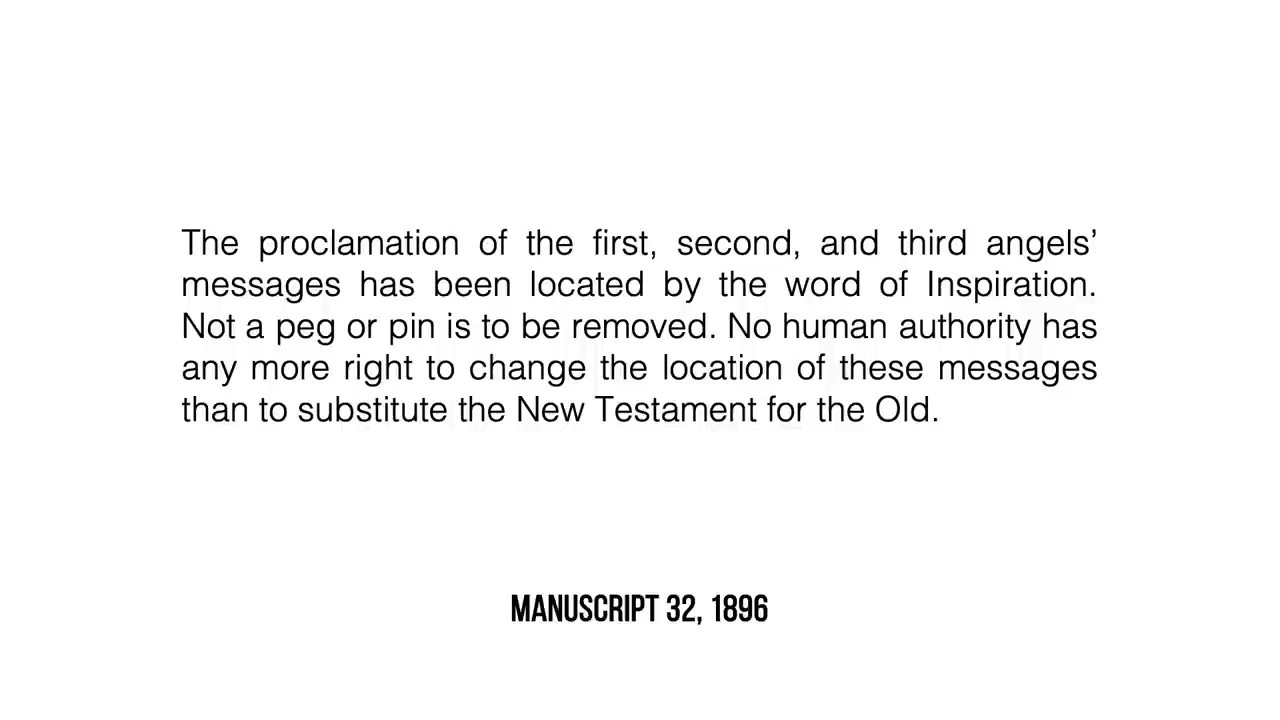 The proclamation of the first, second, and third angels’
messages has been located by the word of Inspiration.
Not a peg or pin is to be removed. No human authority has
any more right to change the location of these messages
than to substitute the New Testament for the Old.
MANUSCRIPT 32, 1896